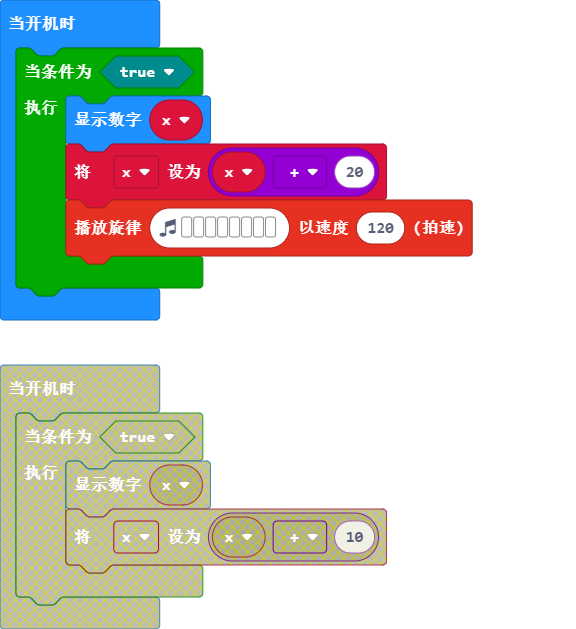 当开机时
当条件为 true
执行
显示数字 x
将 x 设为 x + 20
播放旋律 以速度 120 (拍速)
当开机时
当条件为 true
执行
显示数字 x
将 x 设为 x + 10